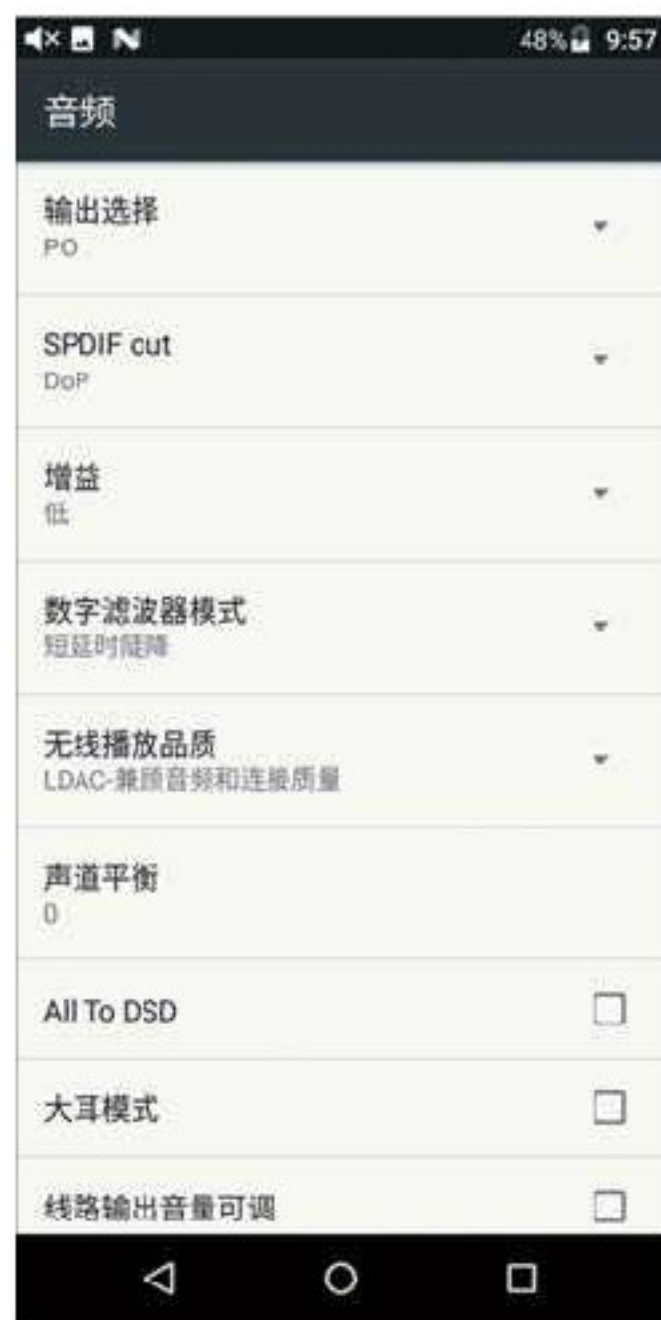 48% 9:57
音频
输出选择
PO
SPDIF out
DoP
增益
低
数字滤波器模式
短延时陡降
无线播放品质
LDAC-兼顾音频和连接质量
声道平衡
0
All To DSD
大耳模式
线路输出音量可调